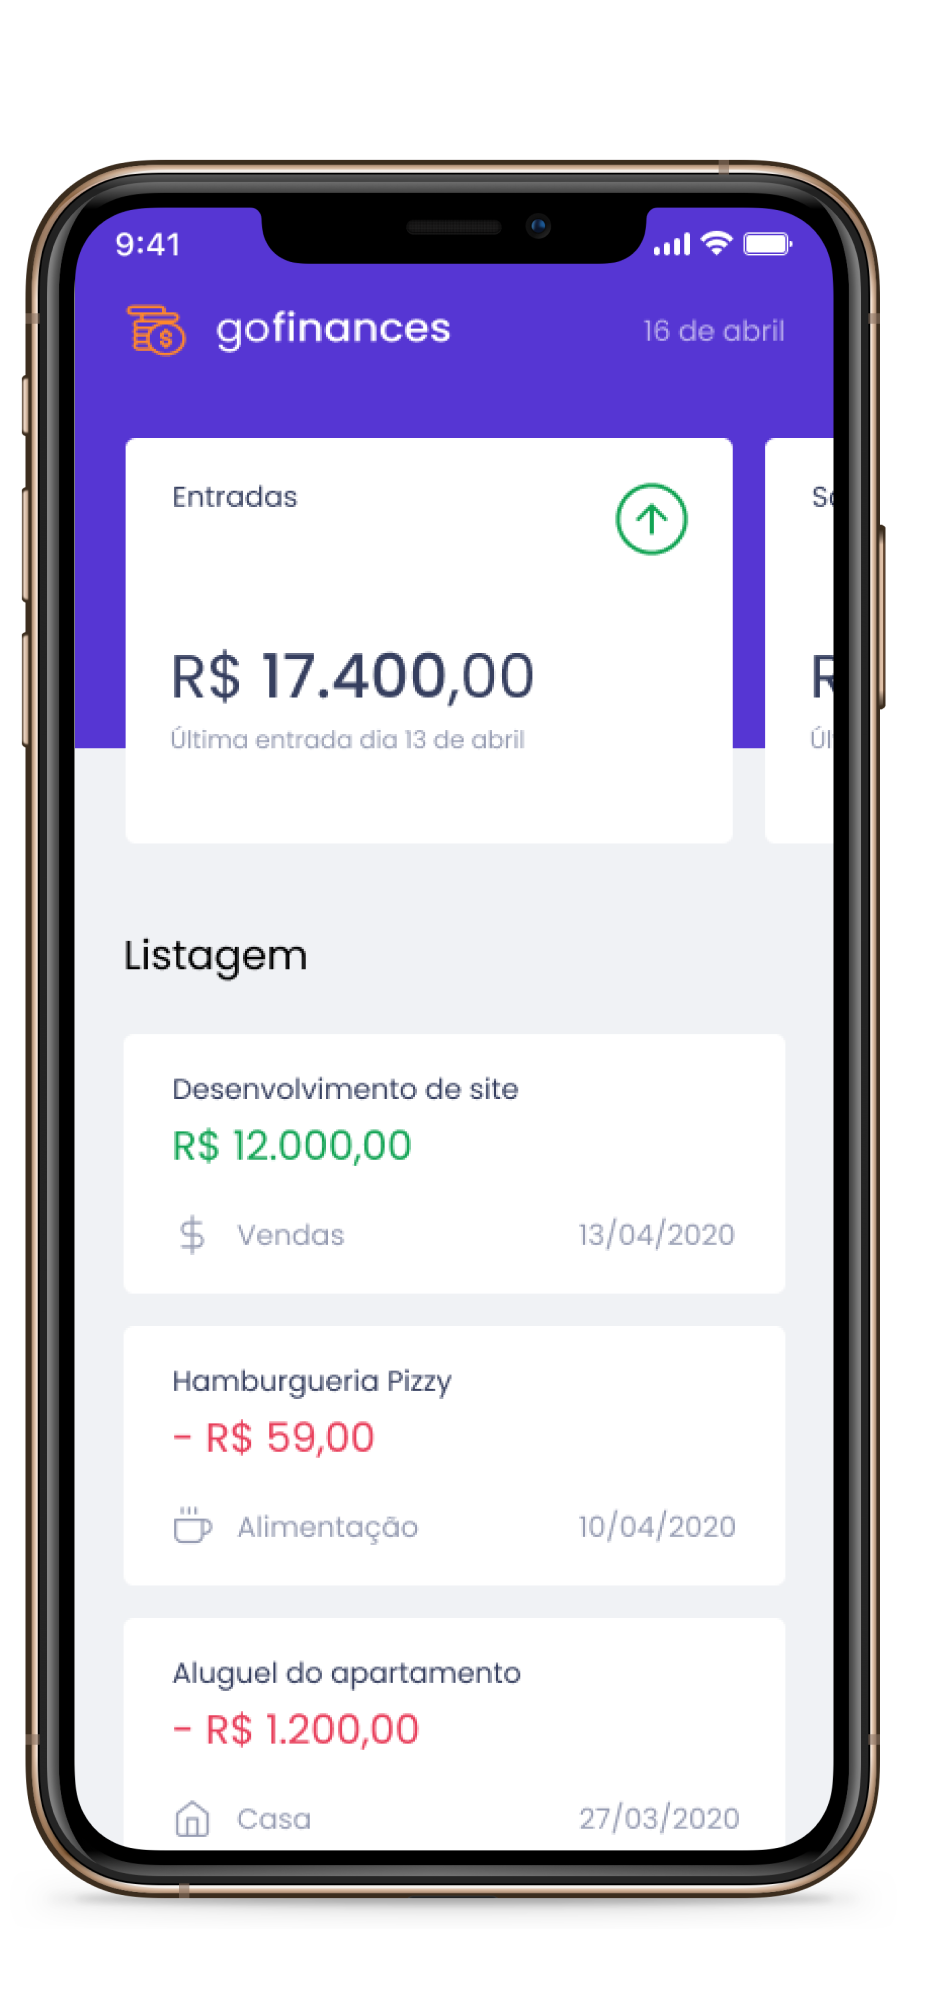 9:41
gofinances
16 de abril
Entradas
R$ 17.400,00
Última entrada dia 13 de abril
Listagem
Desenvolvimento de site
R$ 12.000,00
Vendas
13/04/2020
Hamburgueria Pizzy
- R$ 59,00
Alimentação
10/04/2020
Aluguel do apartamento
- R$ 1.200,00
Casa
27/03/2020